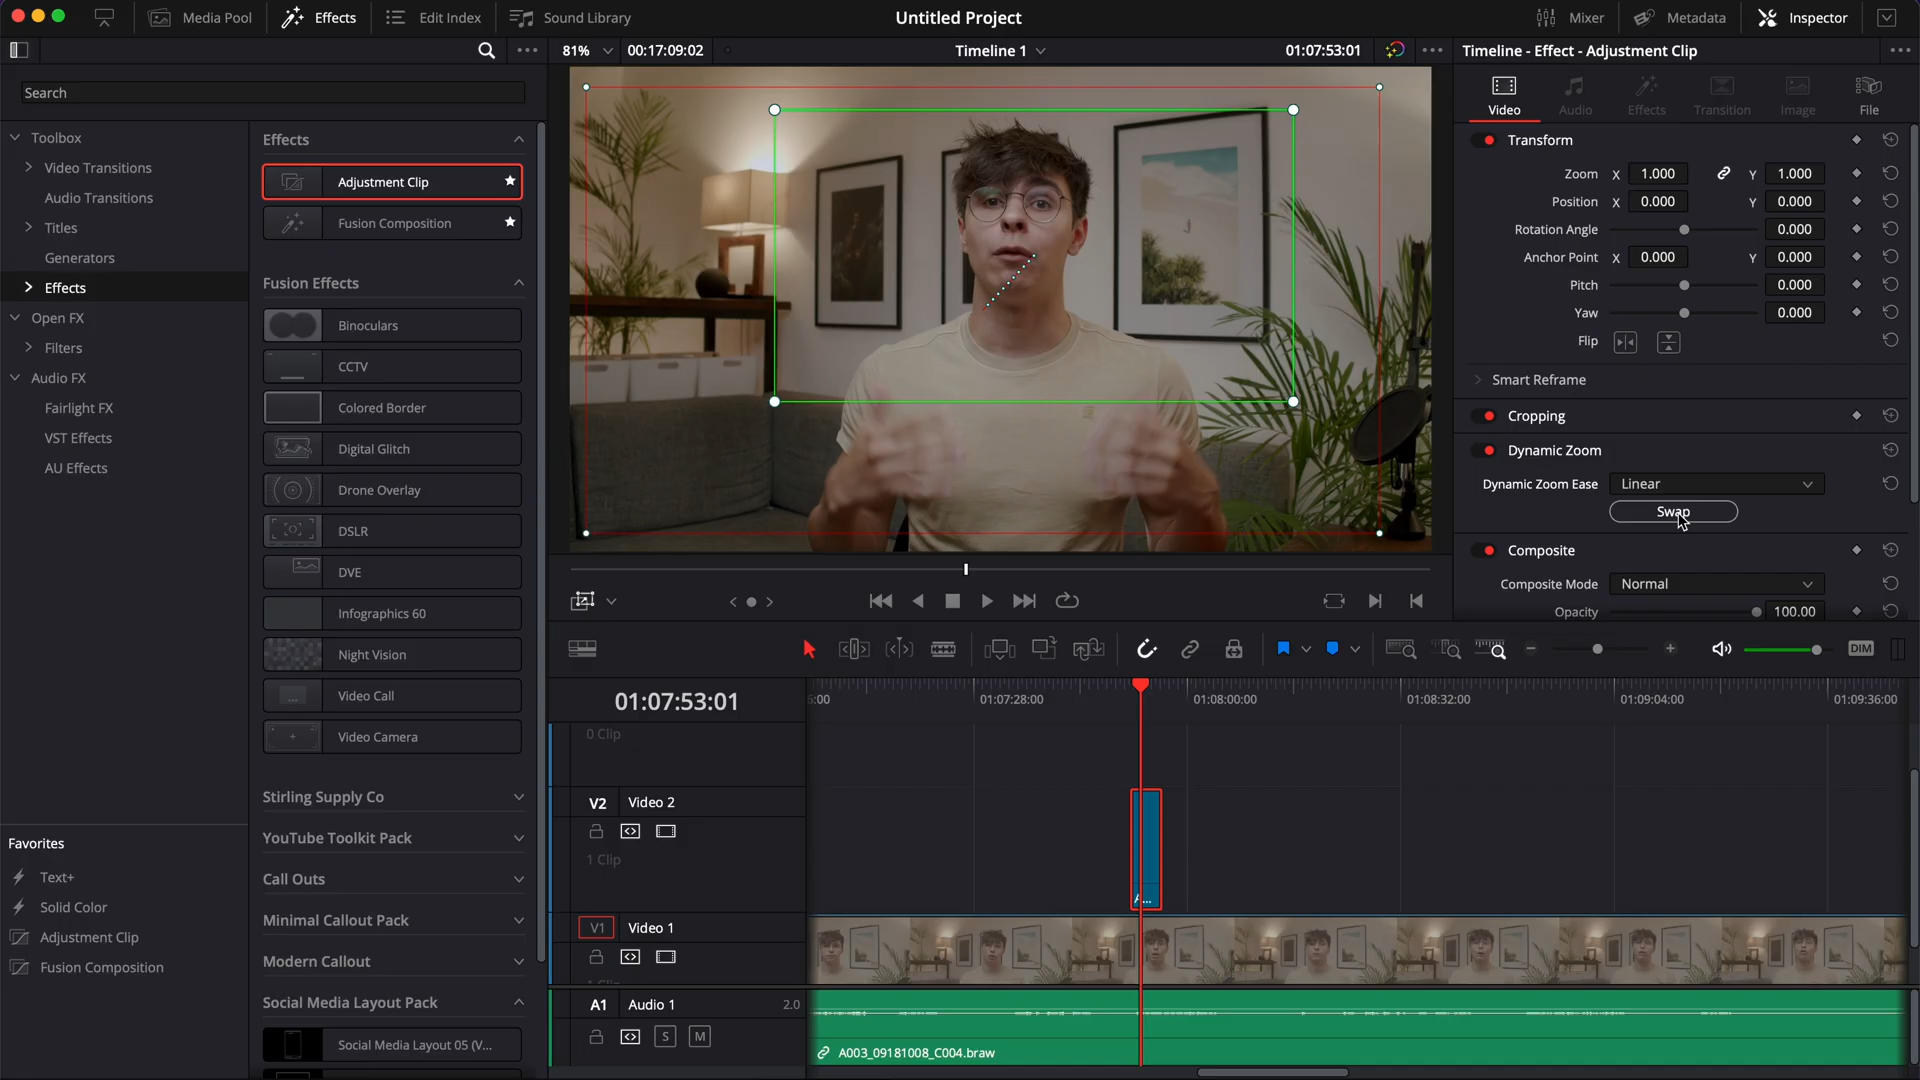 Media Pool
Effects
Edit Index
Sound Library
Untitled Project
Mixer
Metadata
Inspector
81%
00:17:09:02
Timeline 1
01:07:53:01
Timeline - Effect - Adjustment Clip
Search
Toolbox
Video Transitions
Audio Transitions
Titles
Generators
Effects
Open FX
Filters
Audio FX
Fairlight FX
VST Effects
AU Effects
Favorites
Text+
Solid Color
Adjustment Clip
Fusion Composition
Effects
Adjustment Clip
Fusion Composition
Fusion Effects
Binoculars
CCTV
Colored Border
Digital Glitch
Drone Overlay
DSLR
DVE
Infographics 60
Night Vision
Video Call
Video Camera
Stirling Supply Co
YouTube Toolkit Pack
Call Outs
Minimal Callout Pack
Modern Callout
Social Media Layout Pack
Social Media Layout 05 (V...
Video
Audio
Effects
Transition
Image
File
Transform
Zoom X 1.000 Y 1.000
Position X 0.000 Y 0.000
Rotation Angle 0.000
Anchor Point X 0.000 Y 0.000
Pitch 0.000
Yaw 0.000
Flip
Smart Reframe
Cropping
Dynamic Zoom
Dynamic Zoom Ease Linear
Swap
Composite
Composite Mode Normal
Opacity 100.00
DIM
01:07:53:01
5:00
01:07:28:00
01:08:00:00
01:08:32:00
01:09:04:00
01:09:36:00
0 Clip
V2 Video 2
1 Clip
A...
V1 Video 1
A1 Audio 1 2.0
S M
A003_09181008_C004.braw